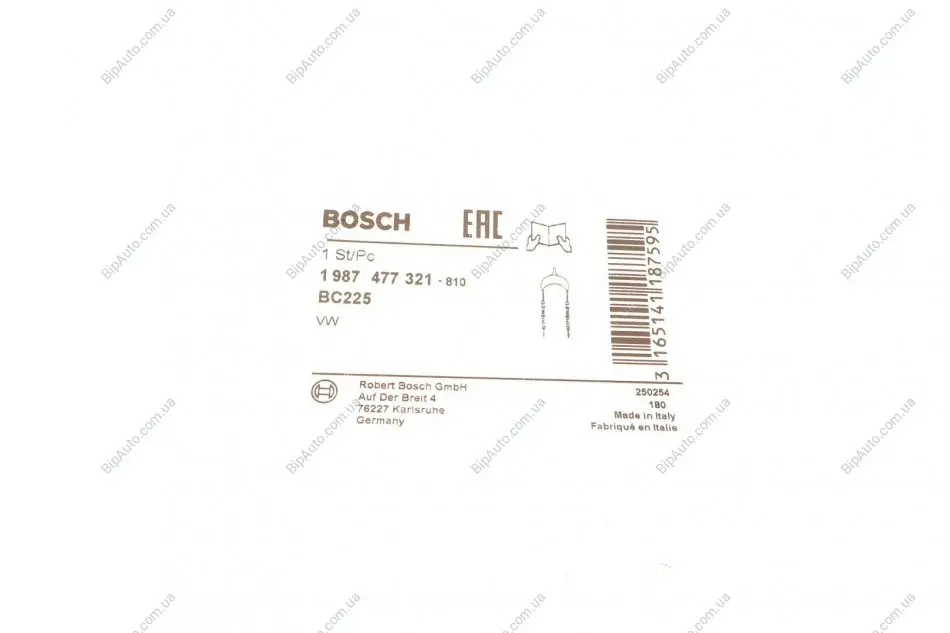 BOSCH EAC
1 St/Pc
1 987 477 321 - 810
BC225
VW
3 165141 187595
Robert Bosch GmbH
Auf Der Breit 4
76227 Karlsruhe
Germany
250254
180
Made in Italy
Fabriqué en Italie
BipAuto.com.ua